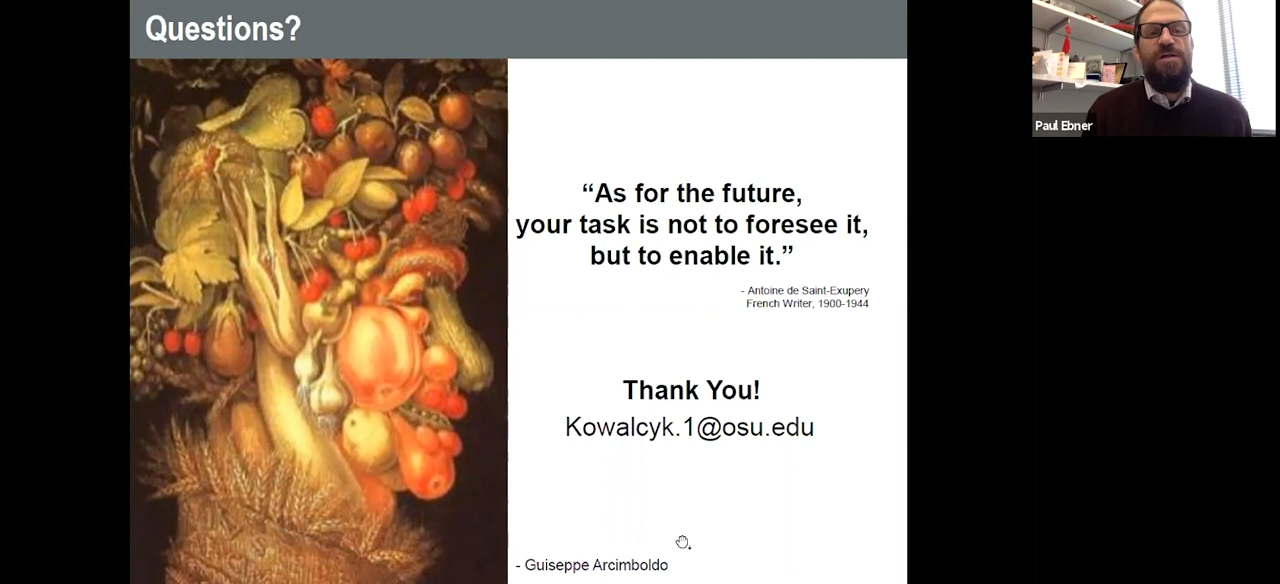 Questions?
“As for the future,
your task is not to foresee it,
but to enable it.”
- Antoine de Saint-Exupery
French Writer, 1900-1944
Thank You!
Kowalcyk.1@osu.edu
- Guiseppe Arcimboldo
Paul Ebner